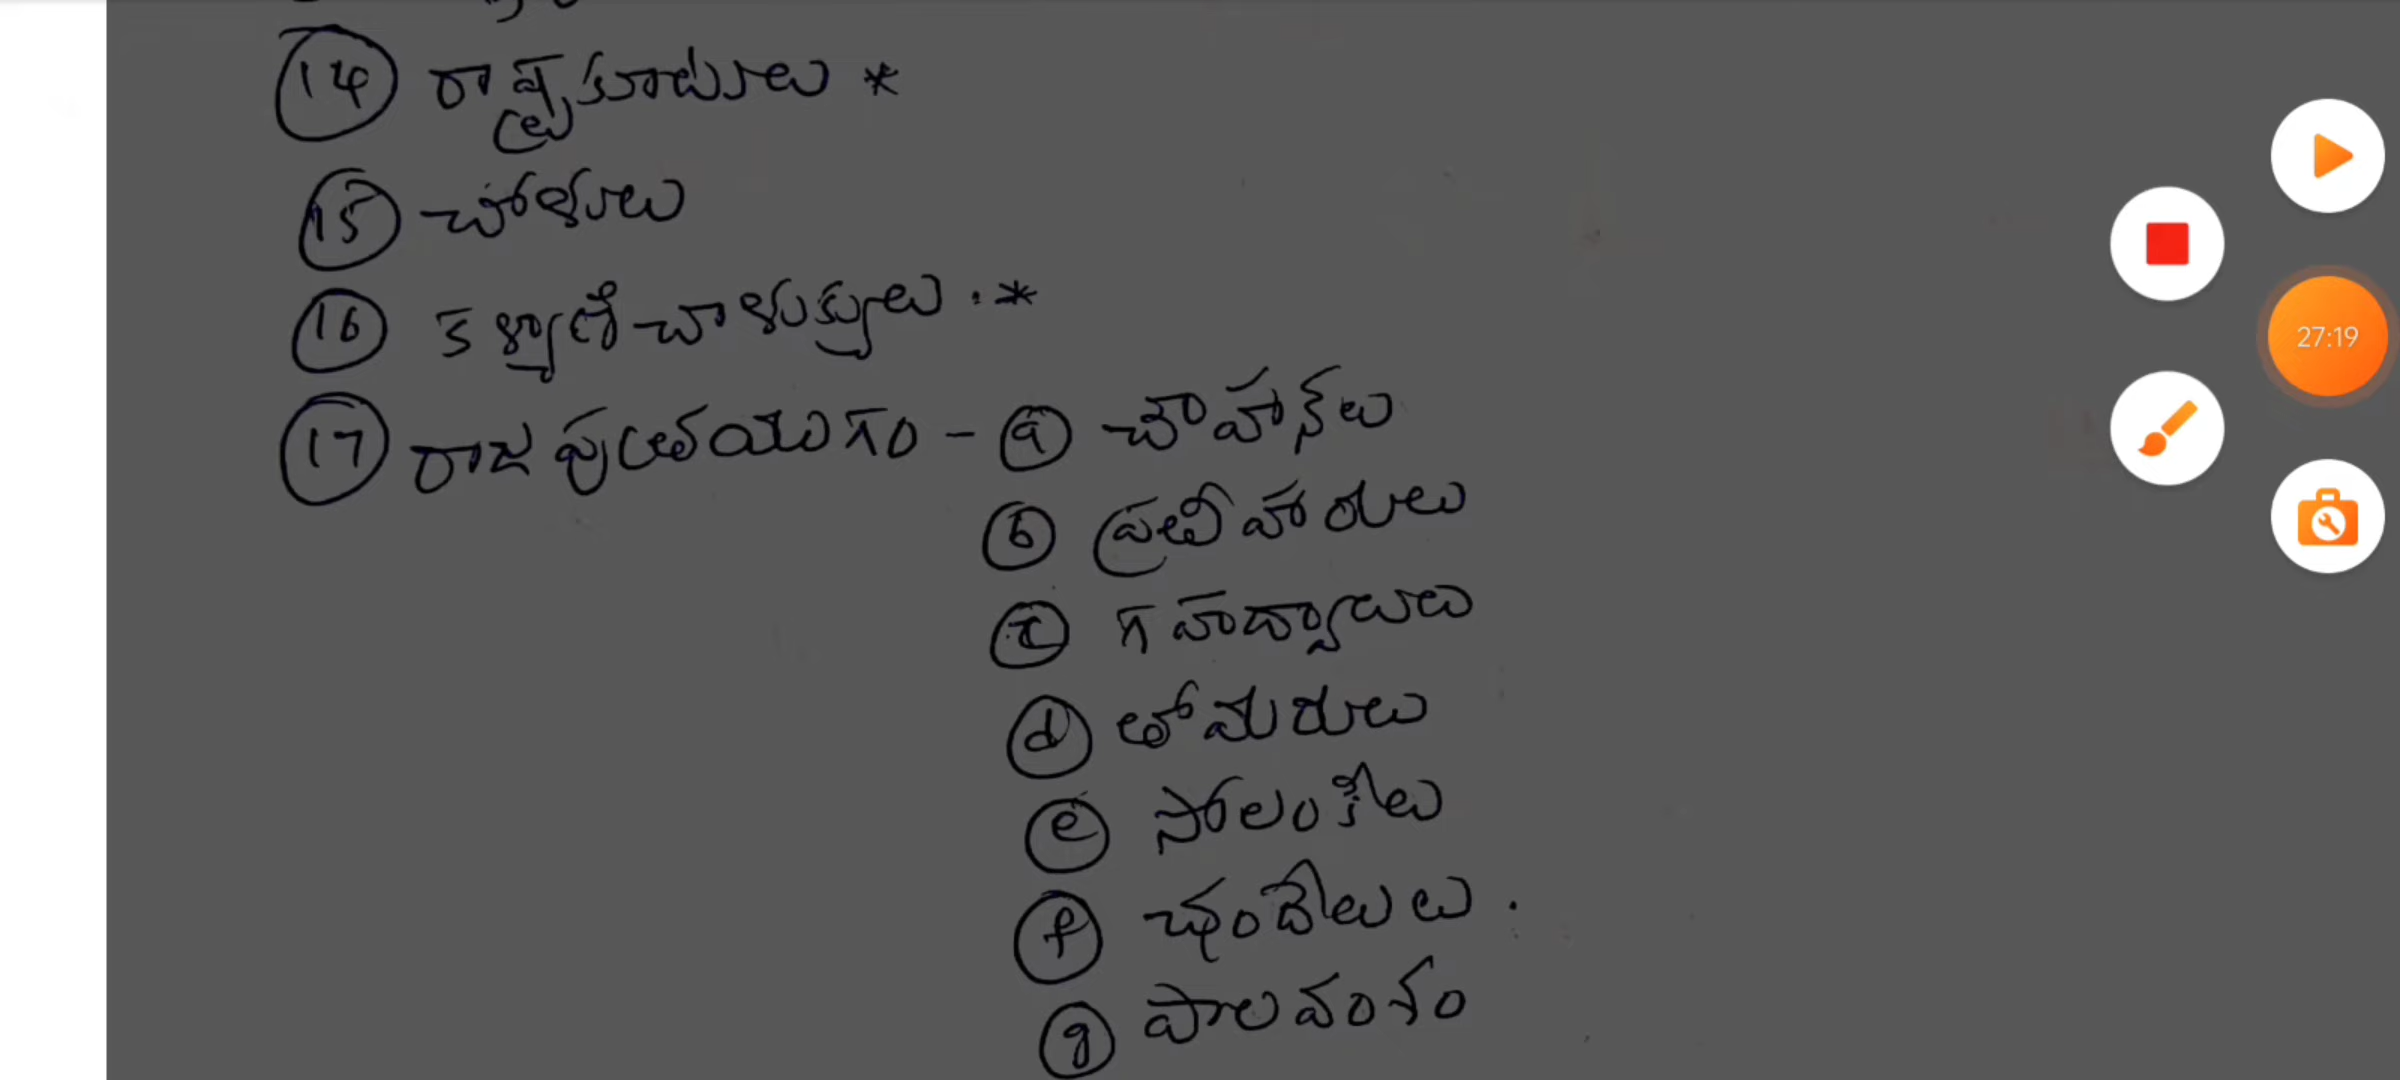 14 రాష్ట్రకూటులు *
15 చోళులు
16 కళ్యాణి చాళుక్యులు . *
17 రాజపుత్రయుగం - a చౌహాన్‌లు
b ప్రతీహారులు
c గహద్వాలులు
d తోమరులు
e సోలంకీలు
f ఛందేలులు .
g పాలవంశం
27:19